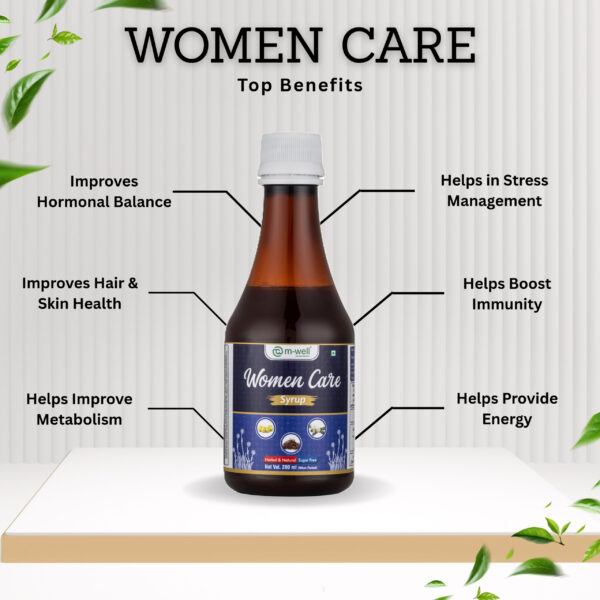 WOMEN CARE
Top Benefits
Improves
Hormonal Balance
Helps in Stress
Management
Improves Hair &
Skin Health
Helps Boost
Immunity
Helps Improve
Metabolism
Helps Provide
Energy
m-well
Women Care
Syrup
Herbal & Natural Sugar Free